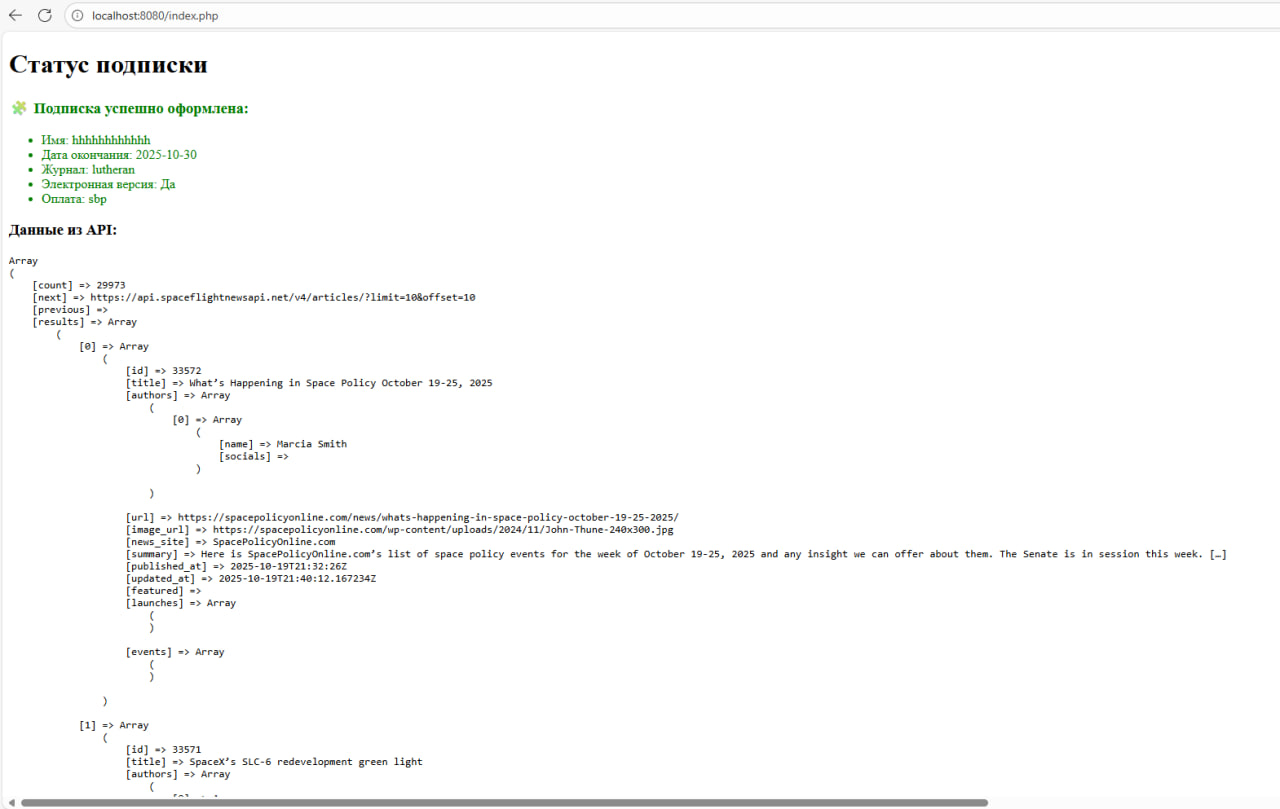 localhost:8080/index.php
Статус подписки
Подписка успешно оформлена:
• Имя: hhhhhhhhhhhh
• Дата окончания: 2025-10-30
• Журнал: lutheran
• Электронная версия: Да
• Оплата: sbp
Данные из API:
Array
(
[count] => 29973
[next] => https://api.spaceflightnewsapi.net/v4/articles/?limit=10&offset=10
[previous] =>
[results] => Array
(
[0] => Array
(
[id] => 33572
[title] => What’s Happening in Space Policy October 19-25, 2025
[authors] => Array
(
[0] => Array
(
[name] => Marcia Smith
[socials] =>
)
)
[url] => https://spacepolicyonline.com/news/whats-happening-in-space-policy-october-19-25-2025/
[image_url] => https://spacepolicyonline.com/wp-content/uploads/2024/11/John-Thune-240x300.jpg
[news_site] => SpacePolicyOnline.com
[summary] => Here is SpacePolicyOnline.com’s list of space policy events for the week of October 19-25, 2025 and any insight we can offer about them. The Senate is in session this week. […]
[published_at] => 2025-10-19T21:32:26Z
[updated_at] => 2025-10-19T21:40:12.167234Z
[featured] =>
[launches] => Array
(
)
[events] => Array
(
)
)
[1] => Array
(
[id] => 33571
[title] => SpaceX’s SLC-6 redevelopment green light
[authors] => Array
(